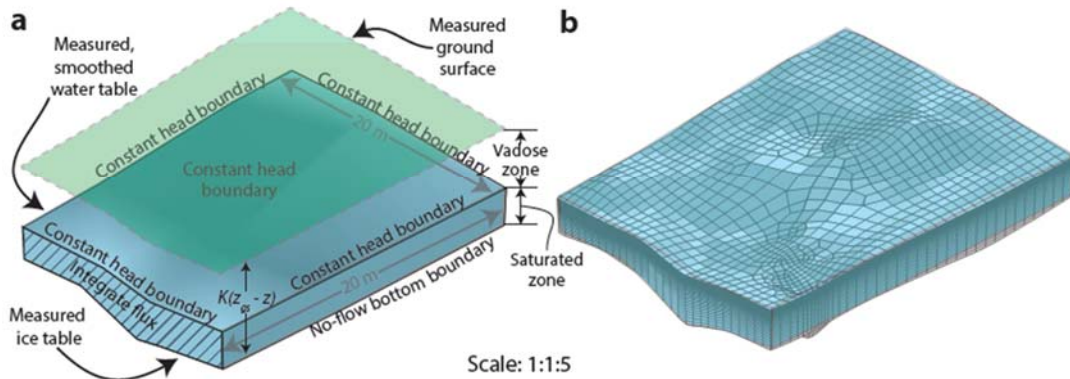 a
Measured,
smoothed
water table
Measured
ground
surface
Constant head boundary
Constant head boundary
20 m
Constant head
boundary
Vadose
zone
Constant head boundary
Integrate flux
K(zgs - z)
Constant head boundary
20 m
No-flow bottom boundary
Saturated
zone
Measured
ice table
Scale: 1:1:5
b